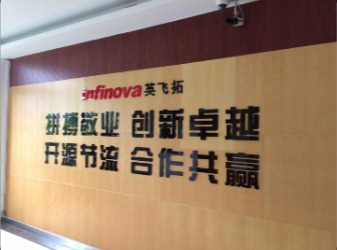 infinova英飞拓
拼搏敬业 创新卓越
开源节流 合作共赢